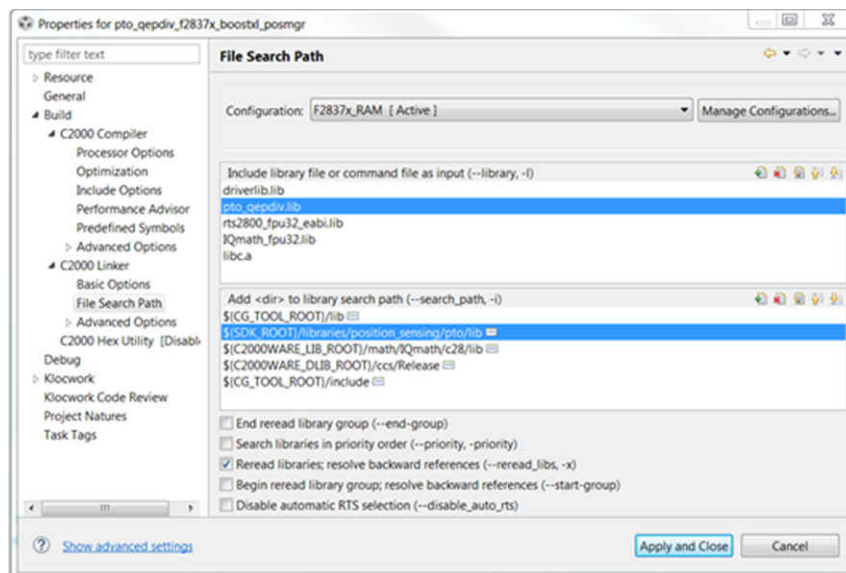 Properties for pto_qepdiv_f2837x_boostxl_posmgr
type filter text
Resource
General
Build
C2000 Compiler
Processor Options
Optimization
Include Options
Performance Advisor
Predefined Symbols
Advanced Options
C2000 Linker
Basic Options
File Search Path
Advanced Options
C2000 Hex Utility [Disabl
Debug
Klocwork
Klocwork Code Review
Project Natures
Task Tags
File Search Path
Configuration: F2837x_RAM [ Active ]
Manage Configurations...
Include library file or command file as input (--library, -l)
driverlib.lib
pto_qepdiv.lib
rts2800_fpu32_eabi.lib
IQmath_fpu32.lib
libc.a
Add <dir> to library search path (--search_path, -i)
${CG_TOOL_ROOT}/lib
${SDK_ROOT}/libraries/position_sensing/pto/lib
${C2000WARE_LIB_ROOT}/math/IQmath/c28/lib
${C2000WARE_DLIB_ROOT}/ccs/Release
${CG_TOOL_ROOT}/include
End reread library group (--end-group)
Search libraries in priority order (--priority, -priority)
Reread libraries; resolve backward references (--reread_libs, -x)
Begin reread library group; resolve backward references (--start-group)
Disable automatic RTS selection (--disable_auto_rts)
Show advanced settings
Apply and Close
Cancel